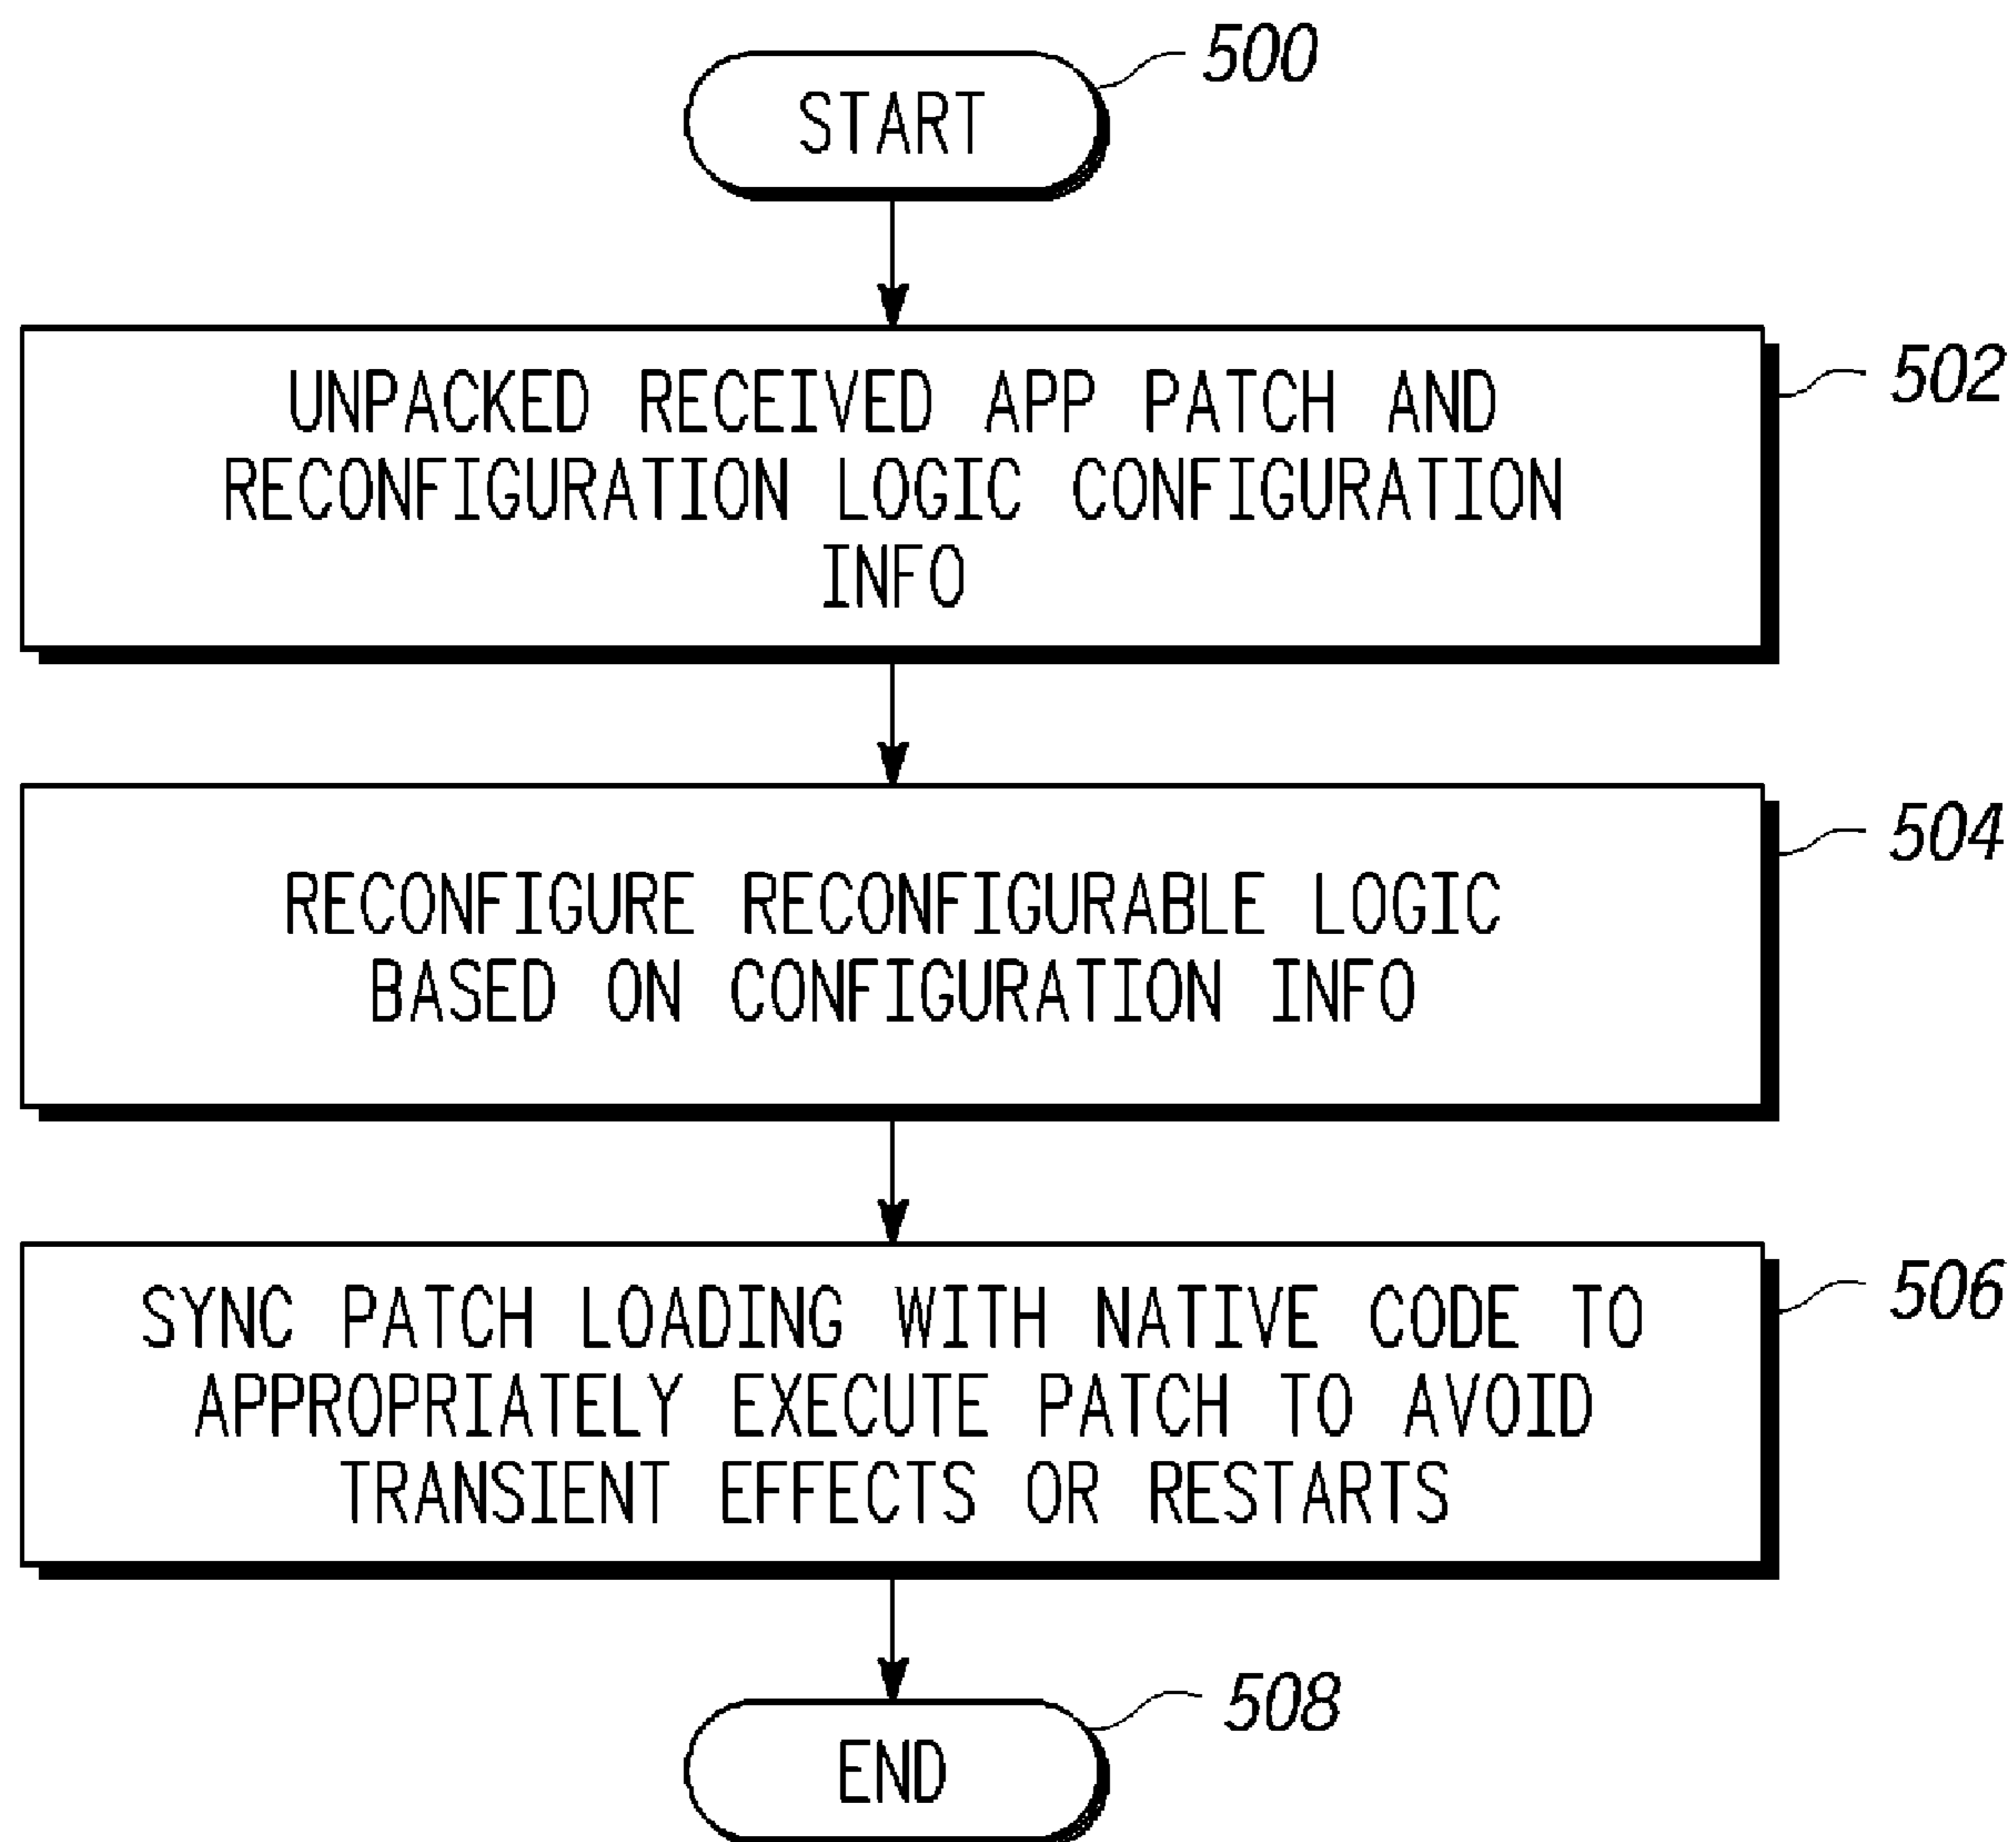 500
START
502
UNPACKED RECEIVED APP PATCH AND
RECONFIGURATION LOGIC CONFIGURATION
INFO
504
RECONFIGURE RECONFIGURABLE LOGIC
BASED ON CONFIGURATION INFO
506
SYNC PATCH LOADING WITH NATIVE CODE TO
APPROPRIATELY EXECUTE PATCH TO AVOID
TRANSIENT EFFECTS OR RESTARTS
508
END